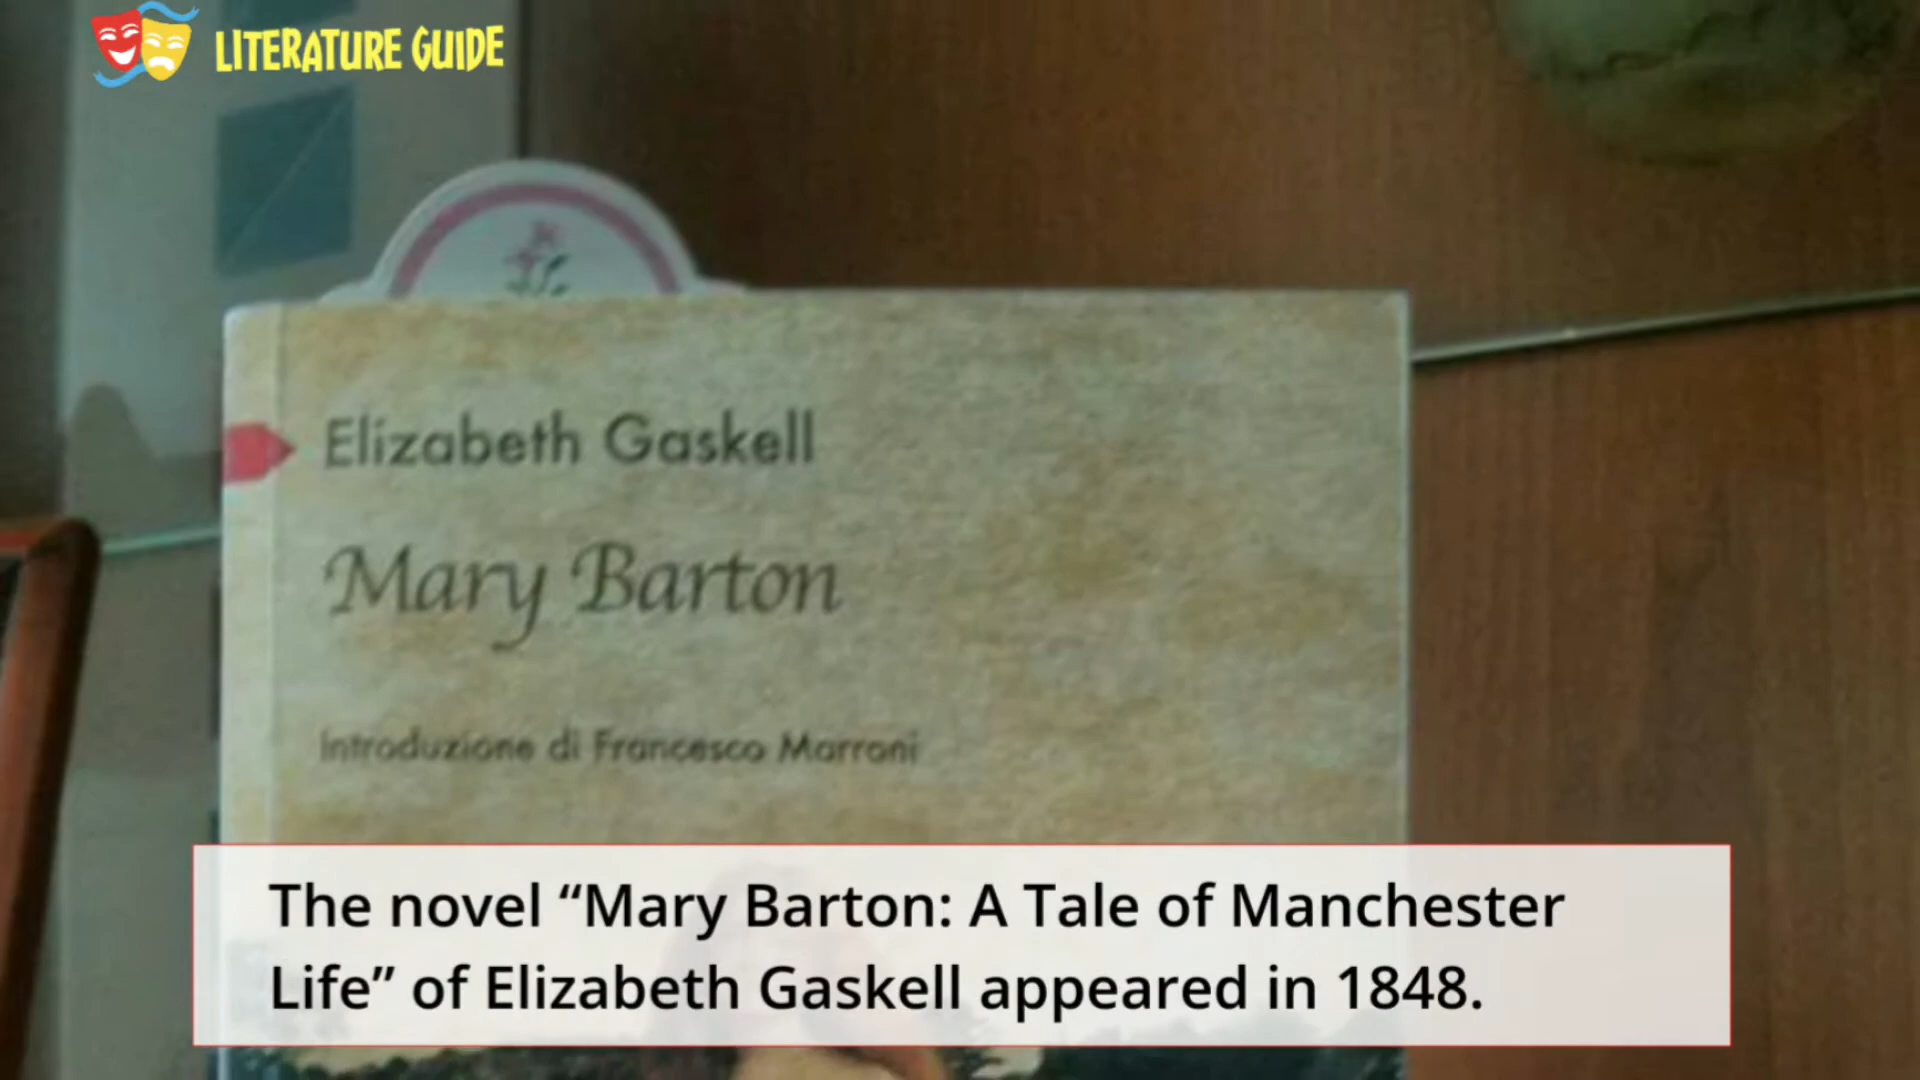 LITERATURE GUIDE
Elizabeth Gaskell
Mary Barton
Introduzione di Francesco Marroni
The novel “Mary Barton: A Tale of Manchester
Life” of Elizabeth Gaskell appeared in 1848.